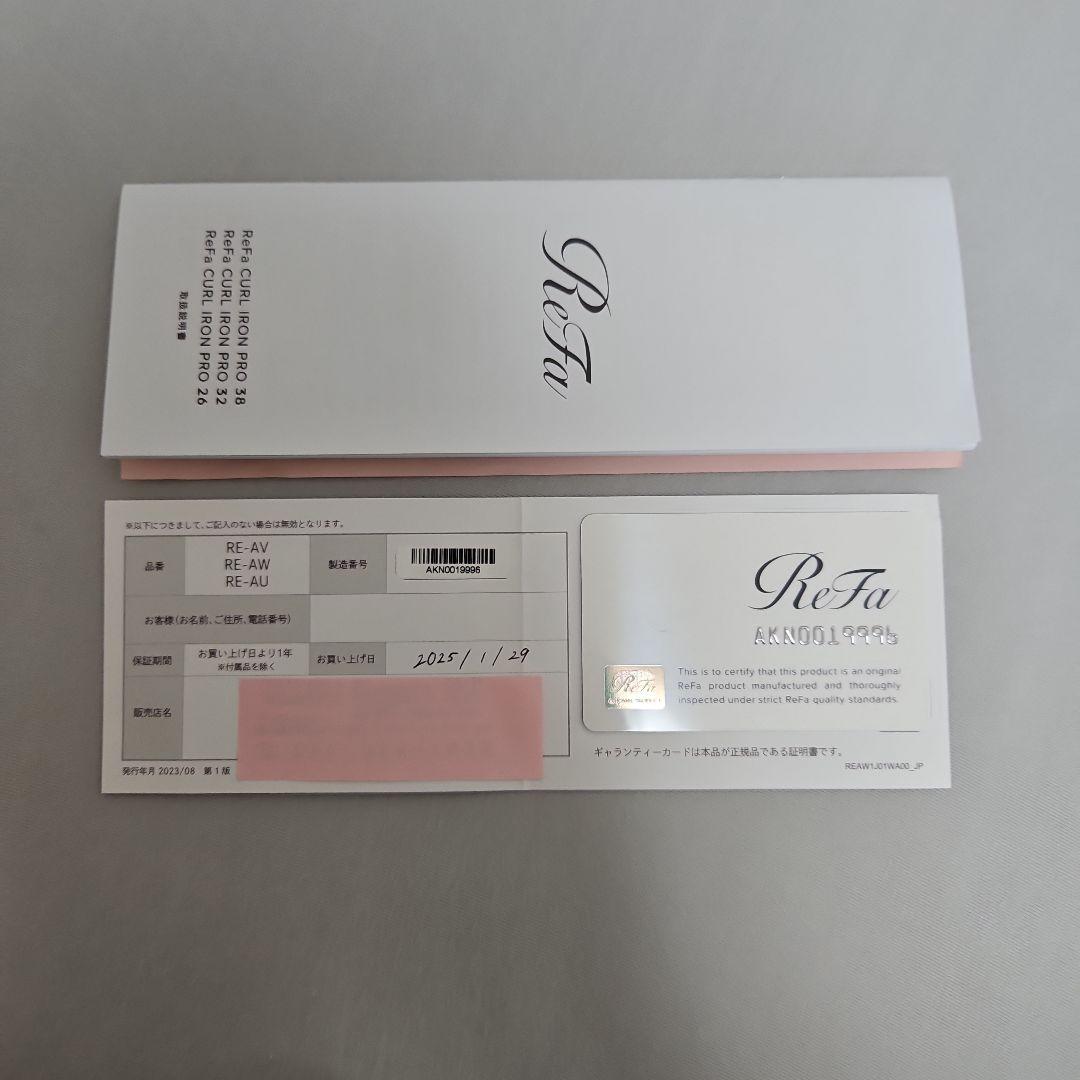 ReFa CURL IRON PRO 38
ReFa CURL IRON PRO 32
ReFa CURL IRON PRO 26
取扱説明書
ReFa
※以下につきまして、ご記入のない場合は無効となります。
品番
RE-AV
RE-AW
RE-AU
製造番号
AKN0019996
お客様(お名前、ご住所、電話番号)
保証期間
お買い上げ日より1年
※付属品を除く
お買い上げ日
2025/1/29
販売店名
発行年月 2023/08 第1版
ReFa
AKN0019996
ReFa
This is to certify that this product is an original
ReFa product manufactured and thoroughly
inspected under strict ReFa quality standards.
ギャランティーカードは本品が正規品である証明書です。
REAW1J01WA00_JP